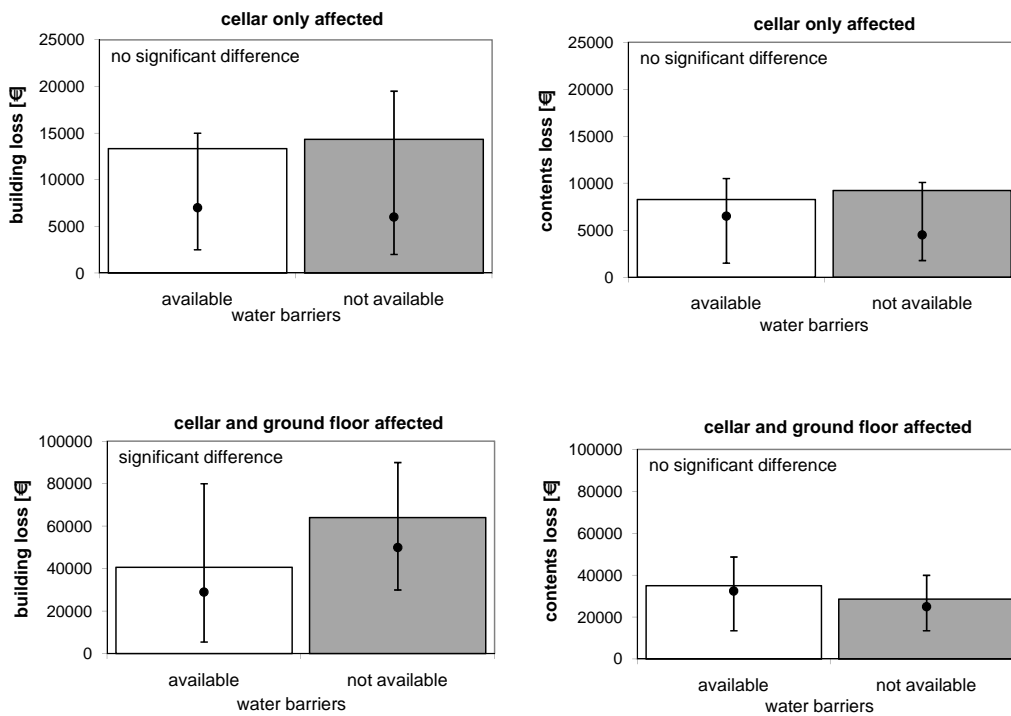 cellar only affected
25000
20000
15000
10000
5000
0
building loss [€]
no significant difference
available
not available
water barriers
cellar only affected
25000
20000
15000
10000
5000
0
contents loss [€]
no significant difference
available
not available
water barriers
cellar and ground floor affected
100000
80000
60000
40000
20000
0
building loss [€]
significant difference
available
not available
water barriers
cellar and ground floor affected
100000
80000
60000
40000
20000
0
contents loss [€]
no significant difference
available
not available
water barriers